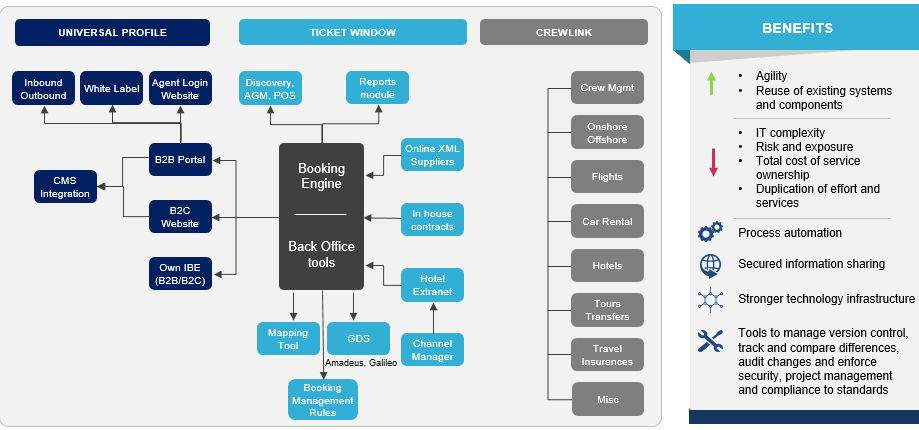 UNIVERSAL PROFILE
TICKET WINDOW
CREWLINK
BENEFITS
Inbound
Outbound
White Label
Agent Login
Website
B2B Portal
CMS
Integration
B2C
Website
Own IBE
(B2B/B2C)
Discovery,
AGM, POS
Reports
module
Booking
Engine
Back Office
tools
Online XML
Suppliers
In house
contracts
Hotel
Extranet
Channel
Manager
Mapping
Tool
GDS
Amadeus, Galileo
Booking
Management
Rules
Crew Mgmt
Onshore
Offshore
Flights
Car Rental
Hotels
Tours
Transfers
Travel
Insurances
Misc
• Agility
• Reuse of existing systems
and components
• IT complexity
• Risk and exposure
• Total cost of service
ownership
• Duplication of effort and
services
Process automation
Secured information sharing
Stronger technology infrastructure
Tools to manage version control,
track and compare differences,
audit changes and enforce
security, project management
and compliance to standards